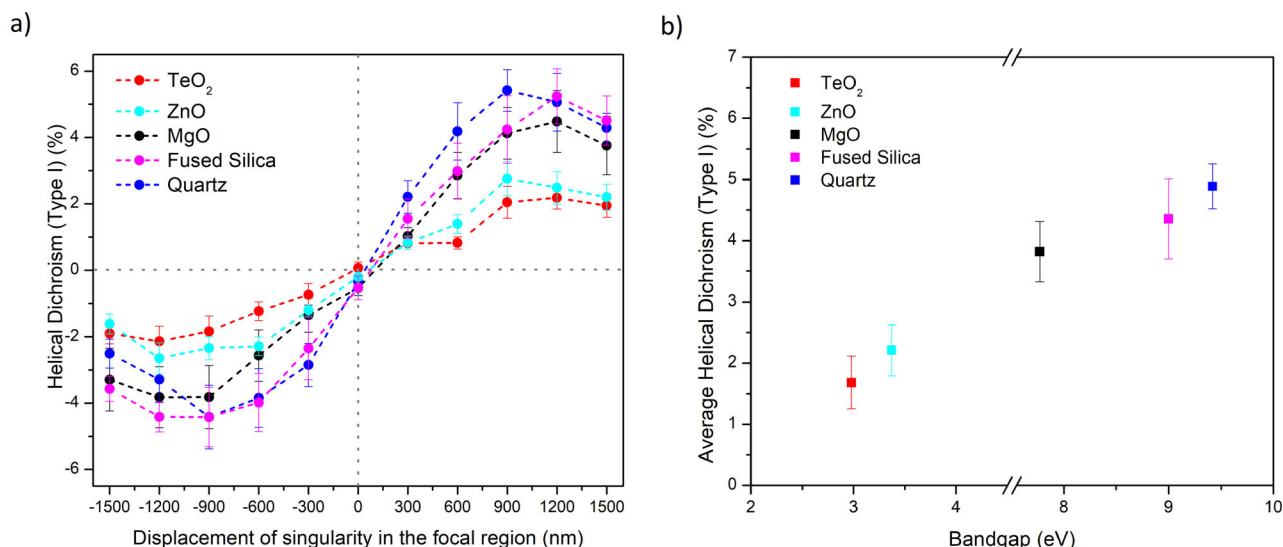 a)
Helical Dichroism (Type I) (%)
6
4
2
0
-2
-4
-6
TeO2
ZnO
MgO
Fused Silica
Quartz
-1500 -1200 -900 -600 -300 0 300 600 900 1200 1500
Displacement of singularity in the focal region (nm)
b)
Average Helical Dichroism (Type I) (%)
7
6
5
4
3
2
1
0
TeO2
ZnO
MgO
Fused Silica
Quartz
2 3 4 8 9 10
Bandgap (eV)